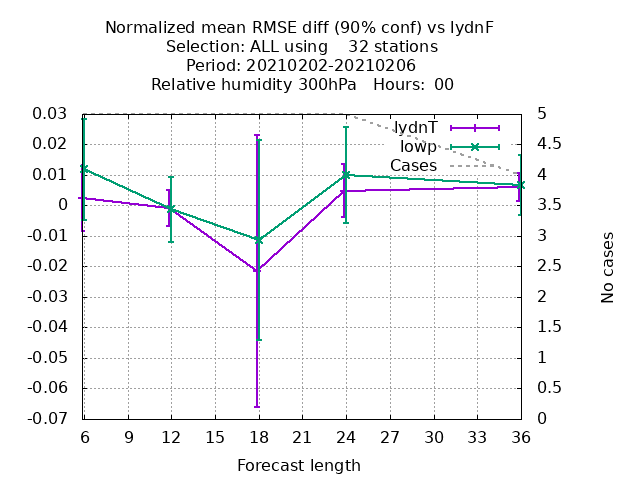 Normalized mean RMSE diff (90% conf) vs lydnF
Selection: ALL using    32 stations
Period: 20210202-20210206
Relative humidity 300hPa   Hours: 00
lydnT
lowp
Cases
0.03
0.02
0.01
0
-0.01
-0.02
-0.03
-0.04
-0.05
-0.06
-0.07
5
4.5
4
3.5
3
2.5
2
1.5
1
0.5
0
No cases
6 9 12 15 18 21 24 27 30 33 36
Forecast length